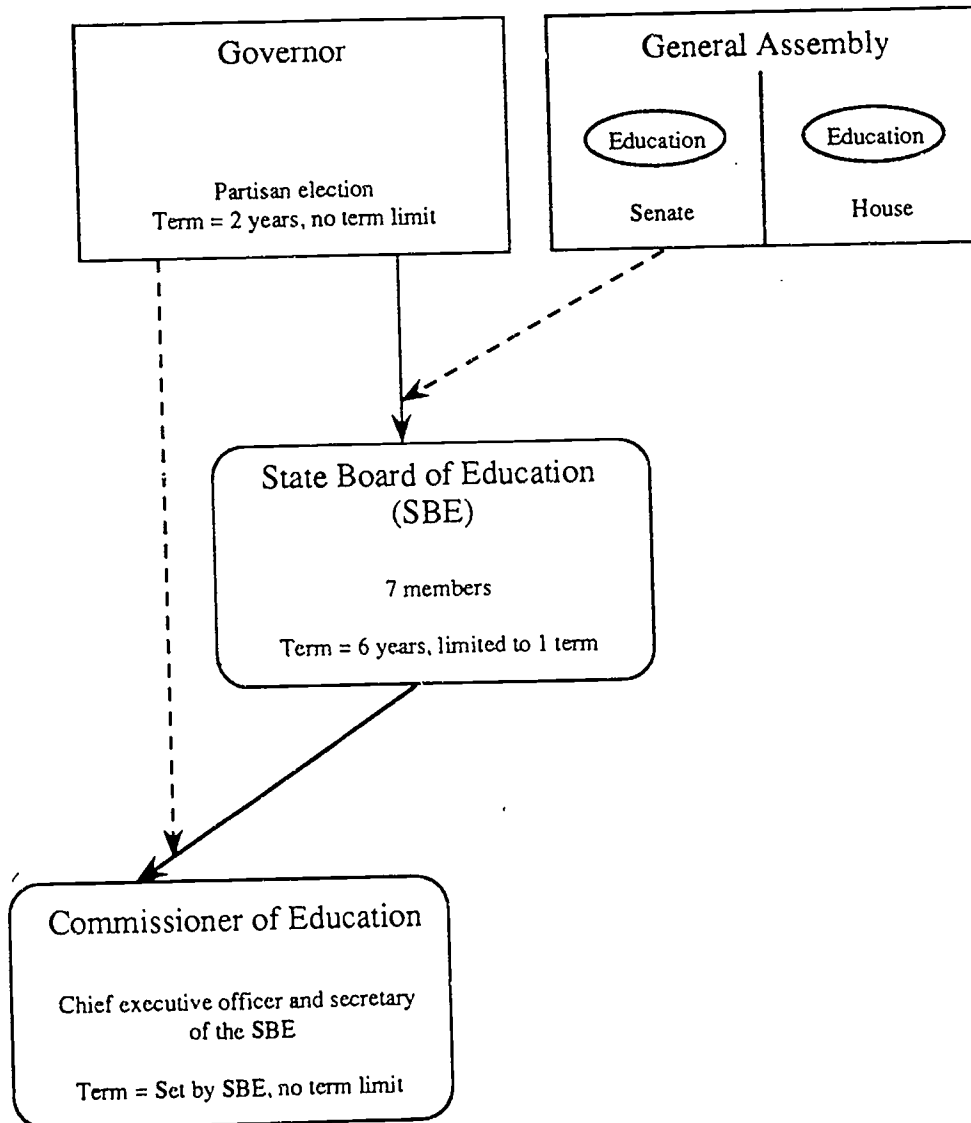 Governor
Partisan election
Term = 2 years, no term limit
General Assembly
Education
Senate
Education
House
State Board of Education
(SBE)
7 members
Term = 6 years, limited to 1 term
Commissioner of Education
Chief executive officer and secretary
of the SBE
Term = Set by SBE, no term limit